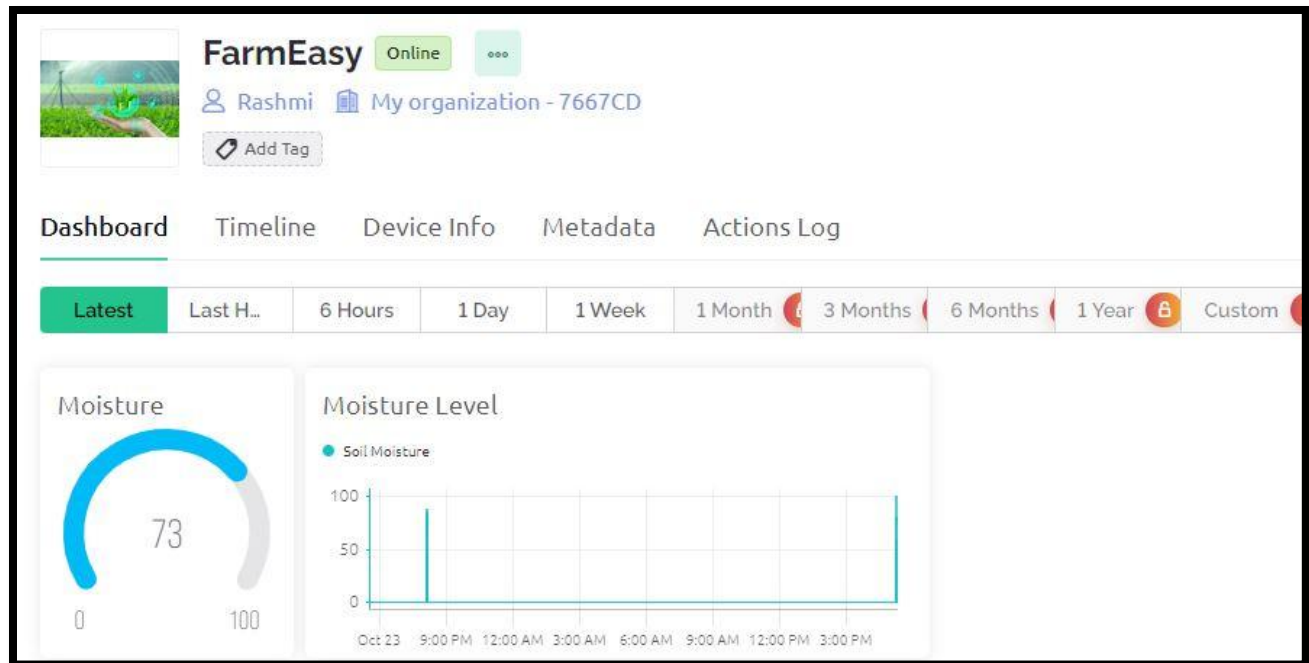 FarmEasy Online
Rashmi My organization - 7667CD
Add Tag
Dashboard Timeline Device Info Metadata Actions Log
Latest Last H... 6 Hours 1 Day 1 Week 1 Month 3 Months 6 Months 1 Year Custom
Moisture
73
0 100
Moisture Level
Soil Moisture
100
50
0
Oct 23 9:00 PM 12:00 AM 3:00 AM 6:00 AM 9:00 AM 12:00 PM 3:00 PM